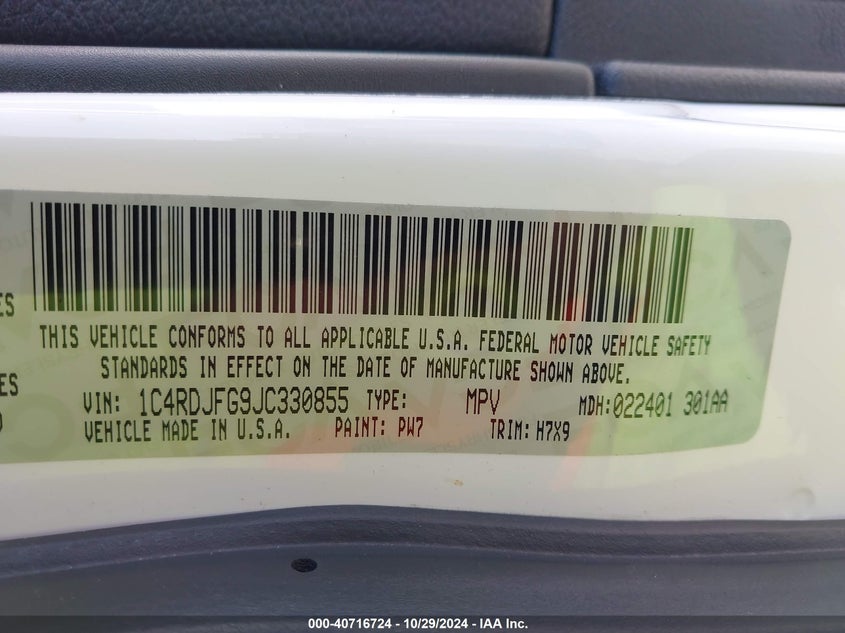 ES
THIS VEHICLE CONFORMS TO ALL APPLICABLE U.S.A. FEDERAL MOTOR VEHICLE SAFETY
STANDARDS IN EFFECT ON THE DATE OF MANUFACTURE SHOWN ABOVE.
ES
VIN: 1C4RDJFG9JC330855 TYPE: MPV MDH:022401 301AA
VEHICLE MADE IN U.S.A. PAINT: PW7 TRIM: H7X9
000-40716724 - 10/29/2024 - IAA Inc.